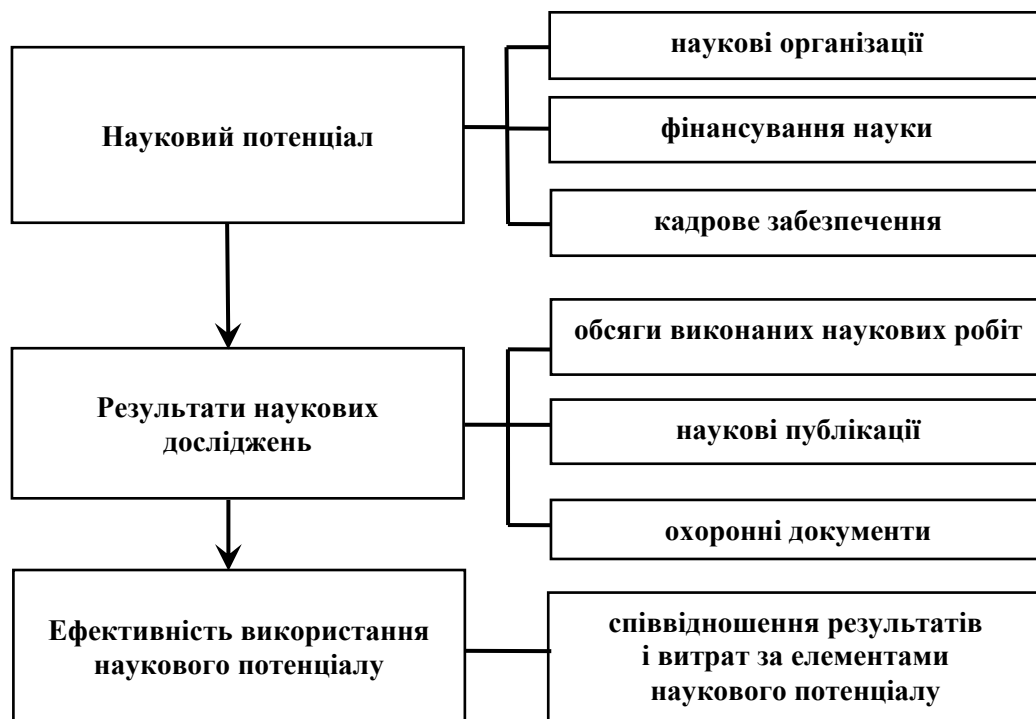 Науковий потенціал
наукові організації
фінансування науки
кадрове забезпечення
Результати наукових
досліджень
обсяги виконаних наукових робіт
наукові публікації
охоронні документи
Ефективність використання
наукового потенціалу
співвідношення результатів
і витрат за елементами
наукового потенціалу